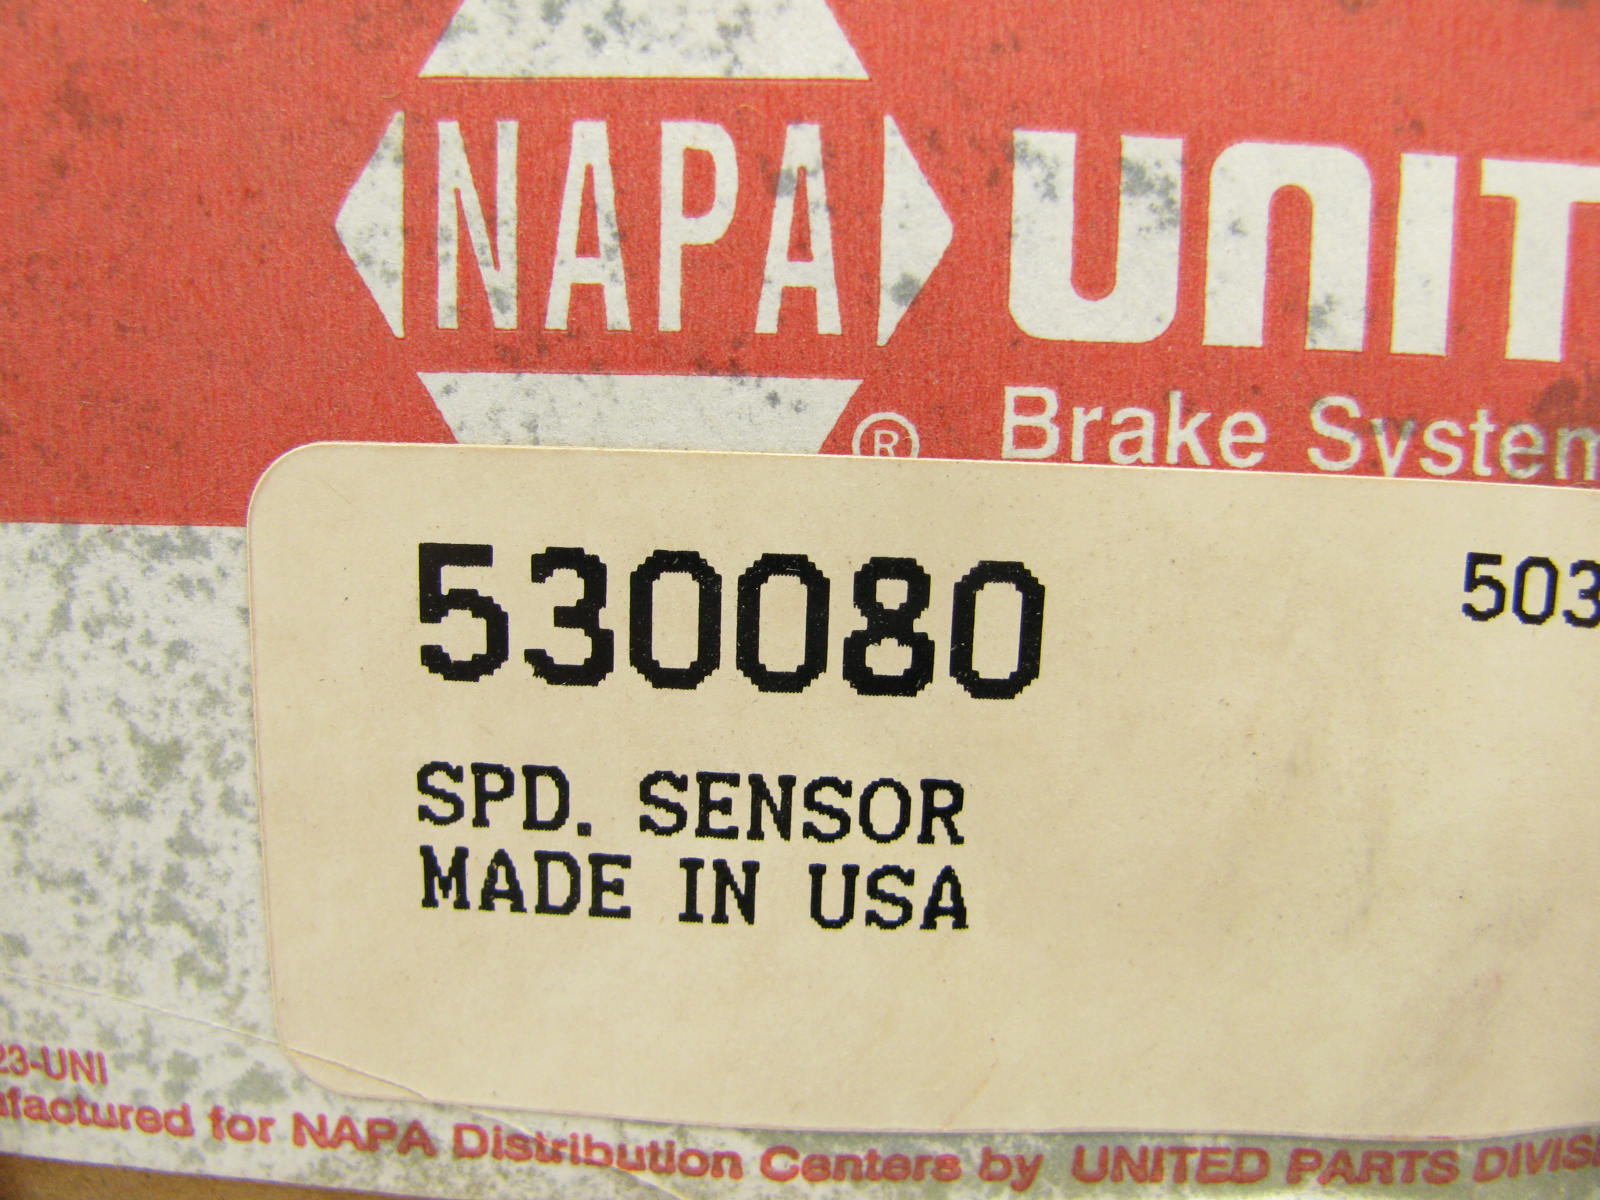 NAPA UNIT
®
Brake System
530080 503
SPD. SENSOR
MADE IN USA
23-UNI
factured for NAPA Distribution Centers by UNITED PARTS DIVIS